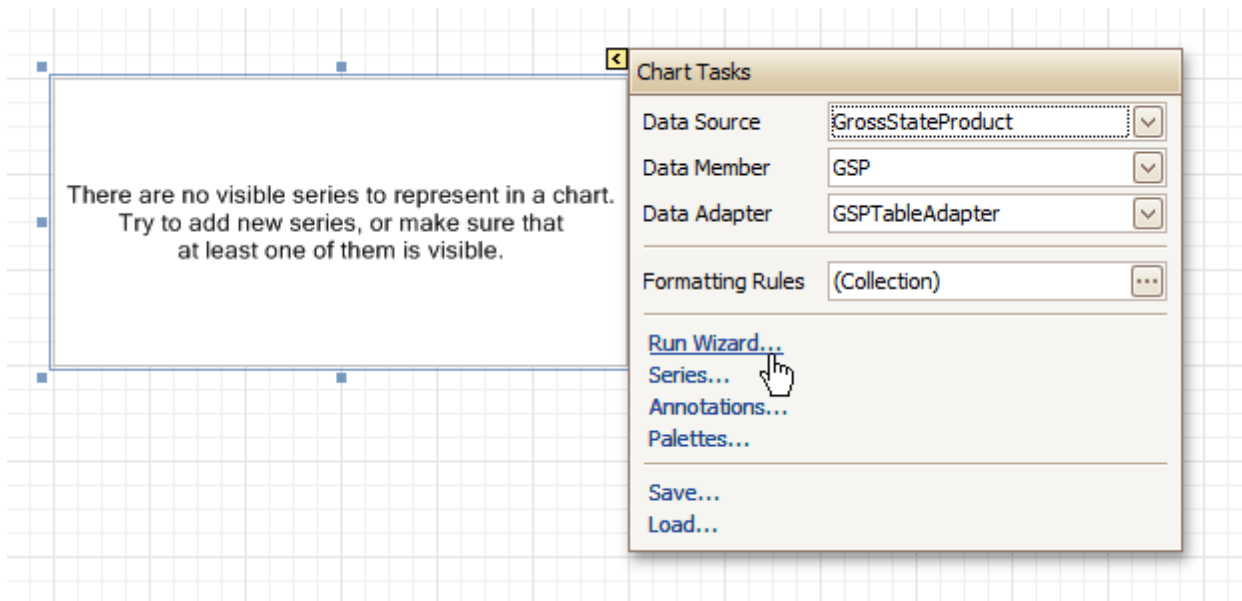 There are no visible series to represent in a chart.
Try to add new series, or make sure that
at least one of them is visible.
Chart Tasks
Data Source GrossStateProduct
Data Member GSP
Data Adapter GSPTableAdapter
Formatting Rules (Collection)
Run Wizard...
Series...
Annotations...
Palettes...
Save...
Load...